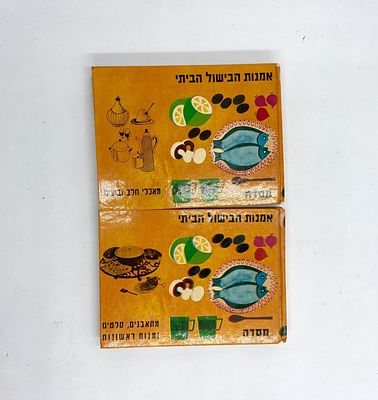 אמנות הבישול הביתי
מאכלי חלב וביצים
מסדה
אמנות הבישול הביתי
מתאבנים, סלטים
ומנות ראשונות
מסדה